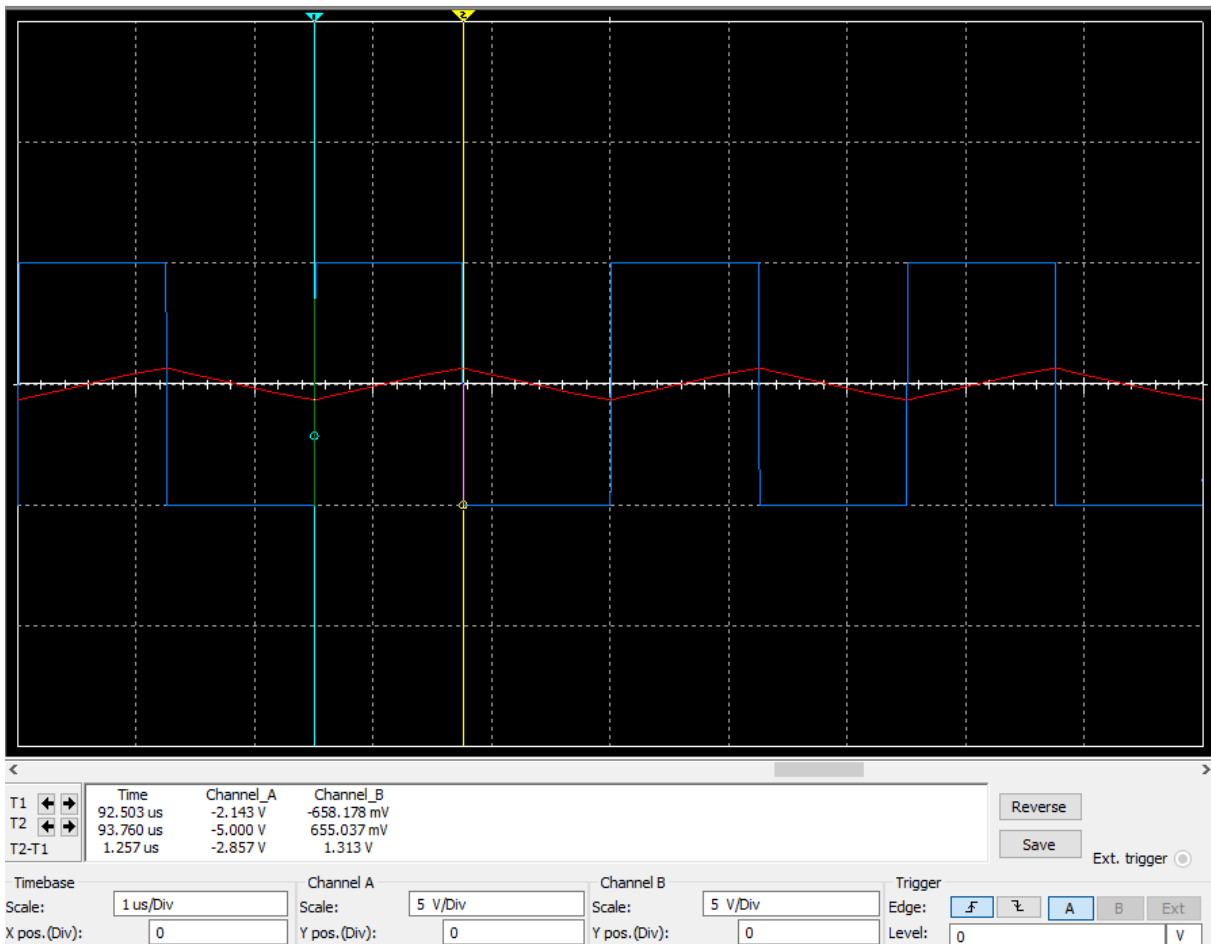 1 2
T1 T2 T2-T1
Time Channel_A Channel_B
92.503 us -2.143 V -658.178 mV
93.760 us -5.000 V 655.037 mV
1.257 us -2.857 V 1.313 V
Reverse
Save
Ext. trigger
Timebase
Scale: 1 us/Div
X pos.(Div): 0
Channel A
Scale: 5 V/Div
Y pos.(Div): 0
Channel B
Scale: 5 V/Div
Y pos.(Div): 0
Trigger
Edge: A B Ext
Level: 0 V